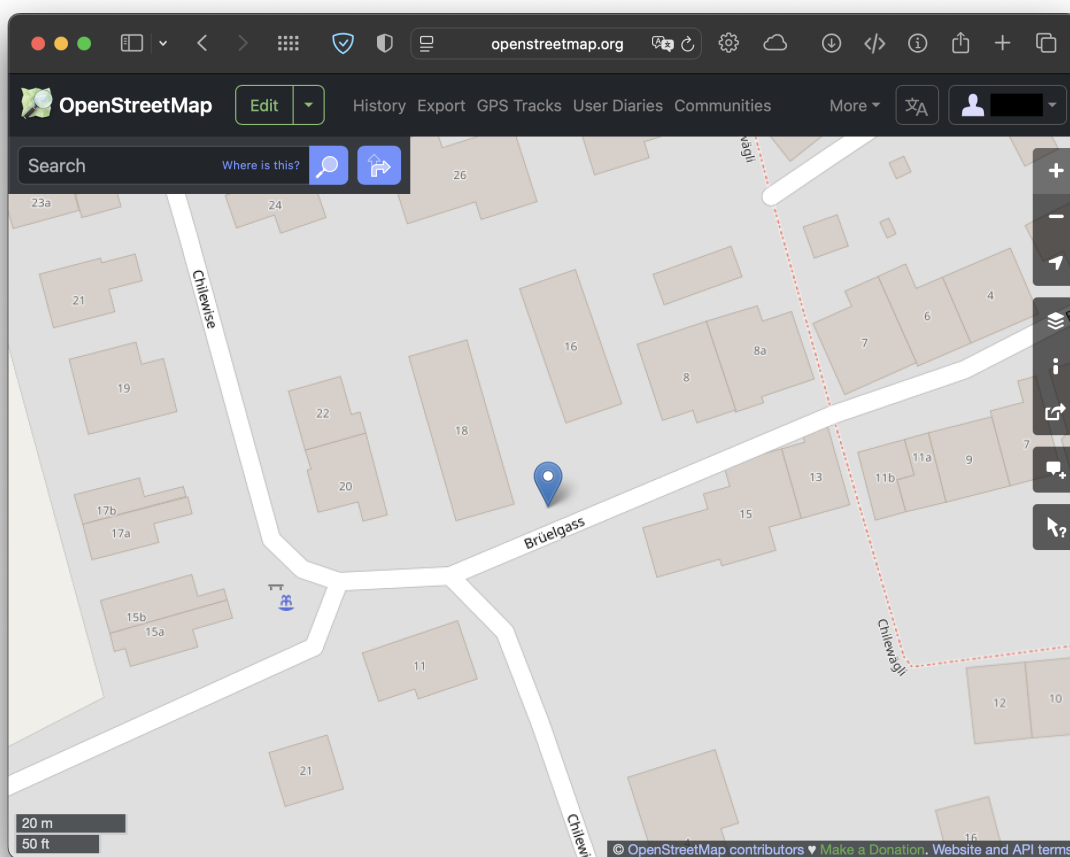 openstreetmap.org
OpenStreetMap
Edit
History
Export
GPS Tracks
User Diaries
Communities
More
Search
Where is this?
26
23a
24
21
19
17b
17a
15b
15a
22
20
18
16
8
8a
7
6
4
Chilewise
Brüelgass
13
15
11b
11a
9
7
Chilewägli
11
21
12
10
16
20 m
50 ft
© OpenStreetMap contributors ♥ Make a Donation. Website and API terms